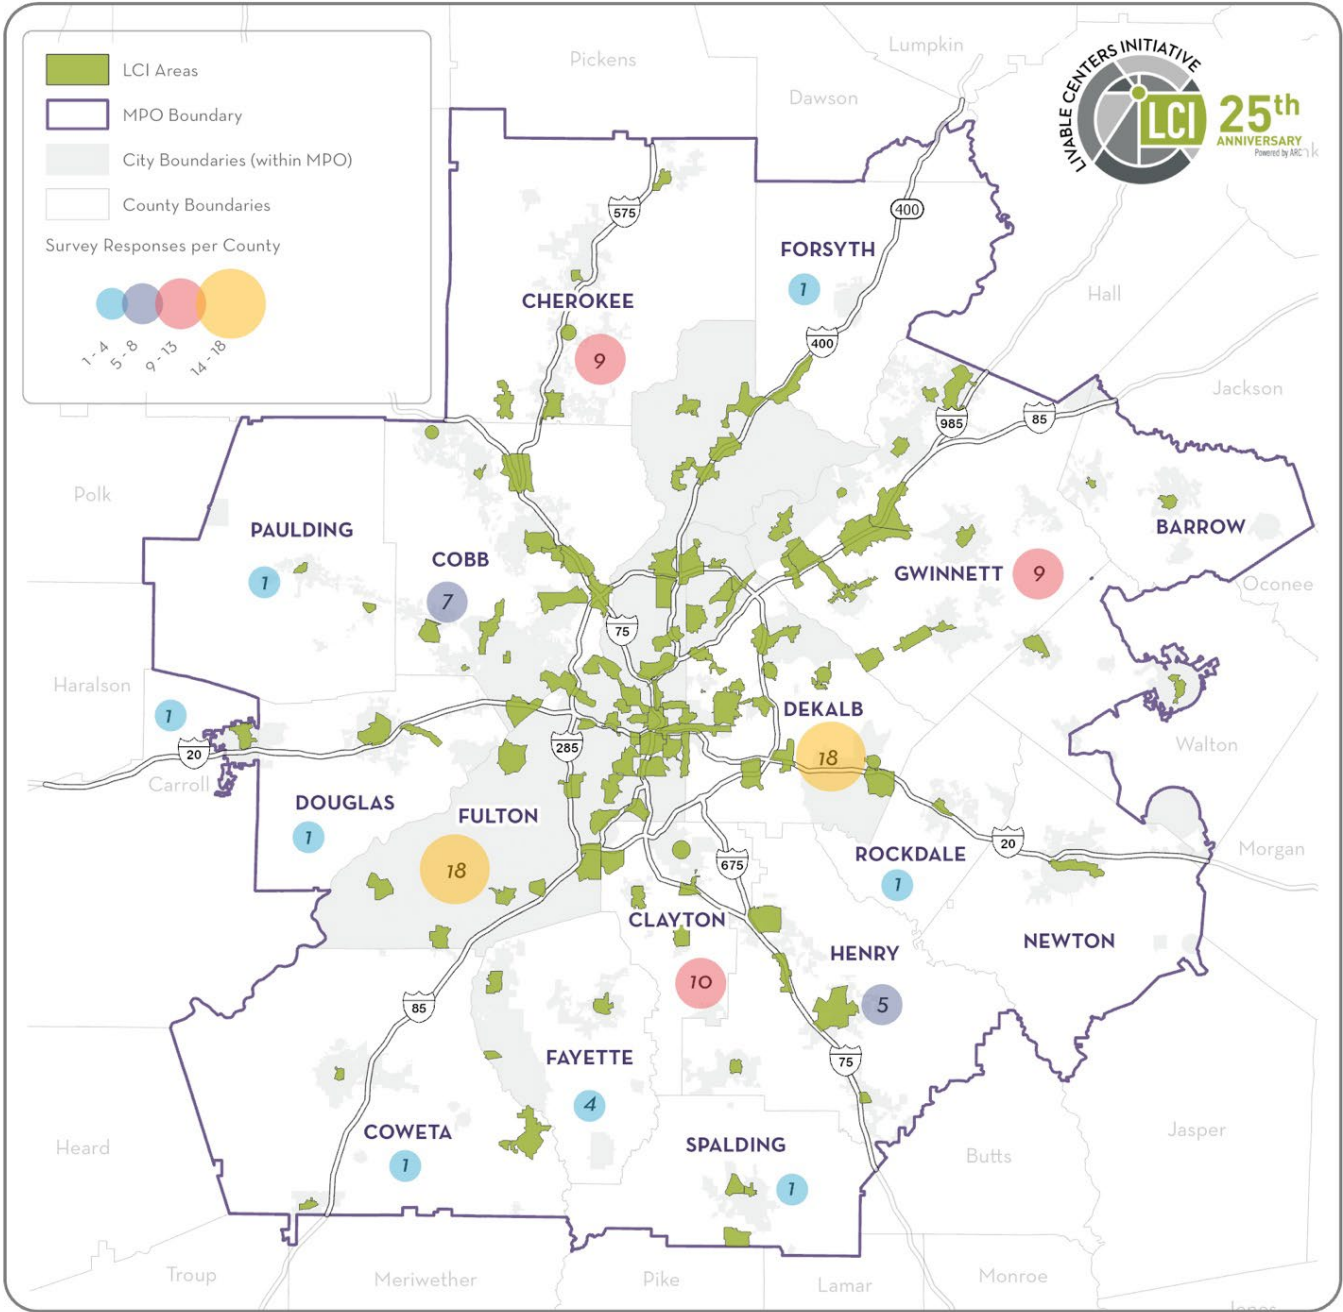 LCI Areas
MPO Boundary
City Boundaries (within MPO)
County Boundaries
Survey Responses per County
1 - 4
5 - 8
9 - 13
14 - 18
LIVABLE CENTERS INITIATIVE
LCI
25th
ANNIVERSARY
Powered by ARC
Pickens
Lumpkin
Dawson
575
400
FORSYTH
1
Hall
CHEROKEE
9
400
Jackson
985
85
Polk
PAULDING
1
COBB
7
BARROW
GWINNETT
9
Oconee
75
Haralson
1
20
Carroll
285
DEKALB
18
Walton
DOUGLAS
1
FULTON
18
675
ROCKDALE
1
20
Morgan
CLAYTON
10
HENRY
5
NEWTON
85
75
FAYETTE
4
COWETA
1
SPALDING
1
Heard
Butts
Jasper
Troup
Meriwether
Pike
Lamar
Monroe